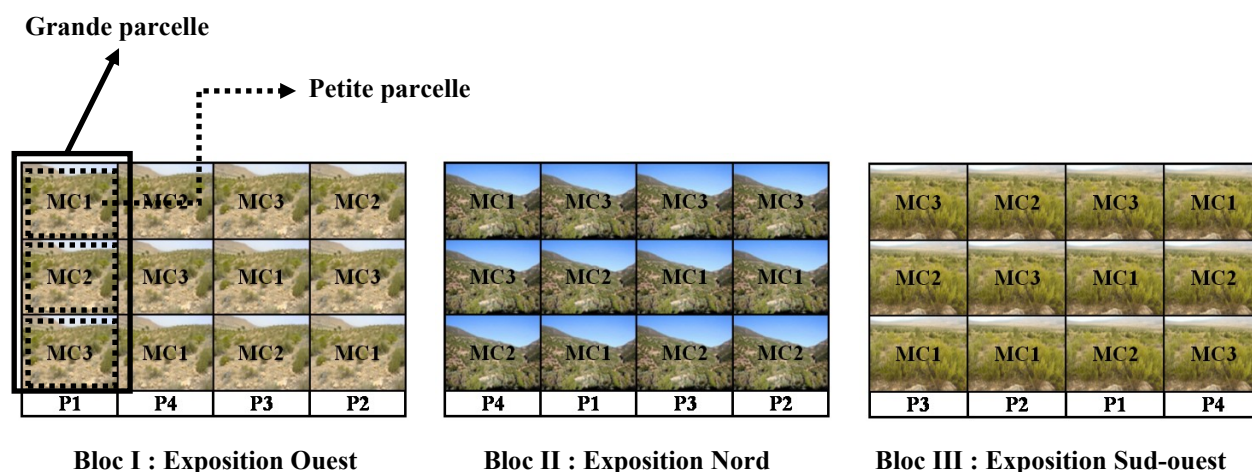 Grande parcelle
Petite parcelle
MC1 MC2 MC3 MC2
MC2 MC3 MC1 MC3
MC3 MC1 MC2 MC1
P1 P4 P3 P2
Bloc I : Exposition Ouest
MC1 MC3 MC3 MC3
MC3 MC2 MC1 MC1
MC2 MC1 MC2 MC2
P4 P1 P3 P2
Bloc II : Exposition Nord
MC3 MC2 MC3 MC1
MC2 MC3 MC1 MC2
MC1 MC1 MC2 MC3
P3 P2 P1 P4
Bloc III : Exposition Sud-ouest